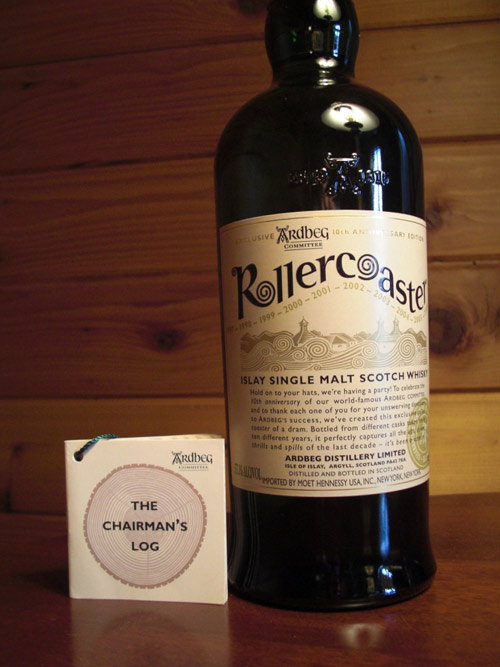 EXCLUSIVE ARDBEG 10TH ANNIVERSARY EDITION
COMMITTEE
Rollercoaster
1998 – 1999 – 2000 – 2001 – 2002 – 2003
ISLAY SINGLE MALT SCOTCH WHISKY
Hold on to your hats, we're having a party! To celebrate the
10th anniversary of our world-famous ARDBEG
and to thank each one of you for your unswerving
to ARDBEG'S success, we've created this exclusive
coaster of a dram. Bottled from different casks
ten different years, it perfectly captures all the
thrills and spills of the last decade – it's been
ARDBEG DISTILLERY LIMITED
ISLE OF ISLAY, ARGYLL, SCOTLAND PA42 7EA
DISTILLED AND BOTTLED IN SCOTLAND
IMPORTED BY MOET HENNESSY USA, INC., NEW YORK, NEW YORK
ARDBEG
COMMITTEE
THE
CHAIRMAN'S
LOG